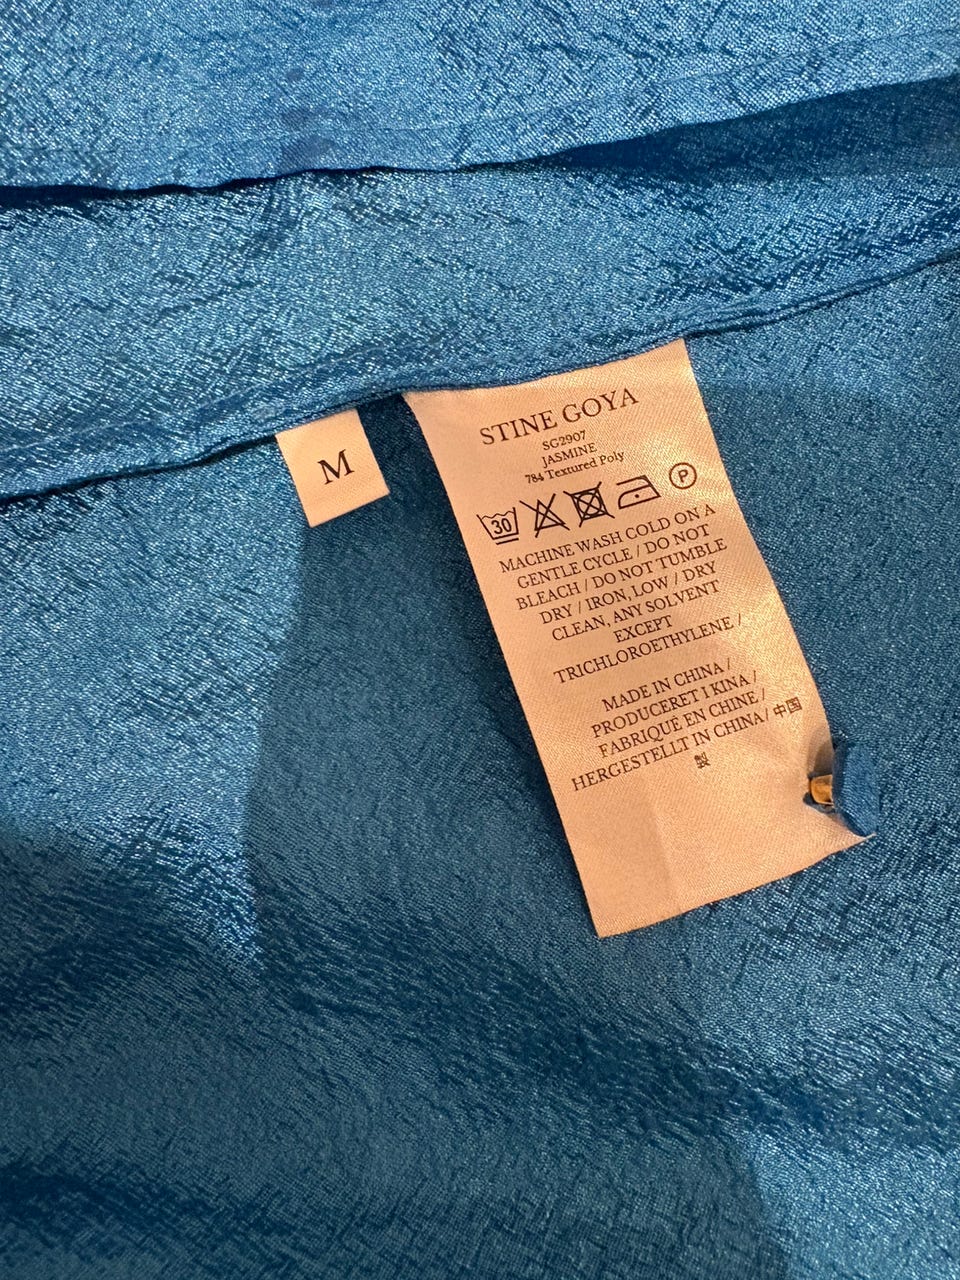 M
STINE GOYA
SG2907
JASMINE
784 Textured Poly
30
P
MACHINE WASH COLD ON A
GENTLE CYCLE / DO NOT
BLEACH / DO NOT TUMBLE
DRY / IRON, LOW / DRY
CLEAN, ANY SOLVENT
EXCEPT
TRICHLOROETHYLENE /
MADE IN CHINA /
PRODUCERET I KINA /
FABRIQUÉ EN CHINE /
HERGESTELLT IN CHINA / 中国
製